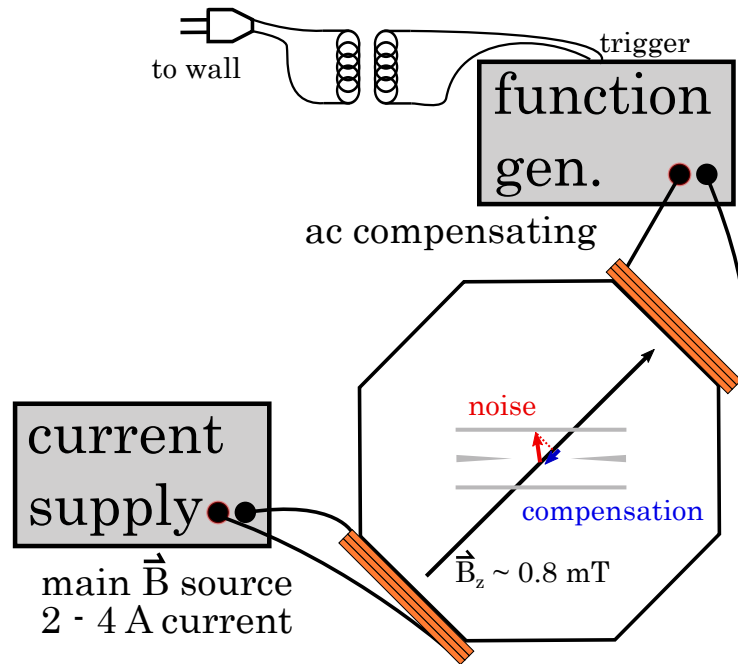 to wall
trigger
function
gen.
ac compensating
noise
current
supply
compensation
main B⃗ source
2 - 4 A current
B⃗z ~ 0.8 mT